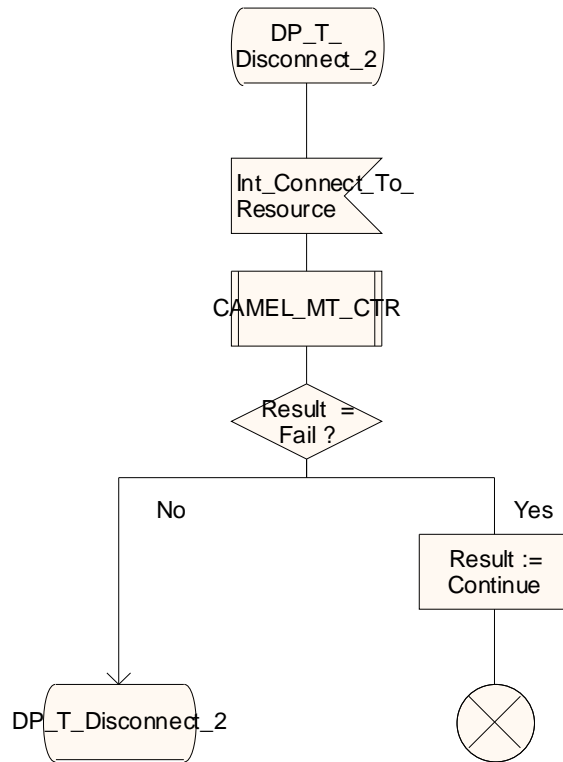 DP_T_
Disconnect_2
Int_Connect_To_
Resource
CAMEL_MT_CTR
Result =
Fail ?
No
Yes
Result :=
Continue
DP_T_Disconnect_2